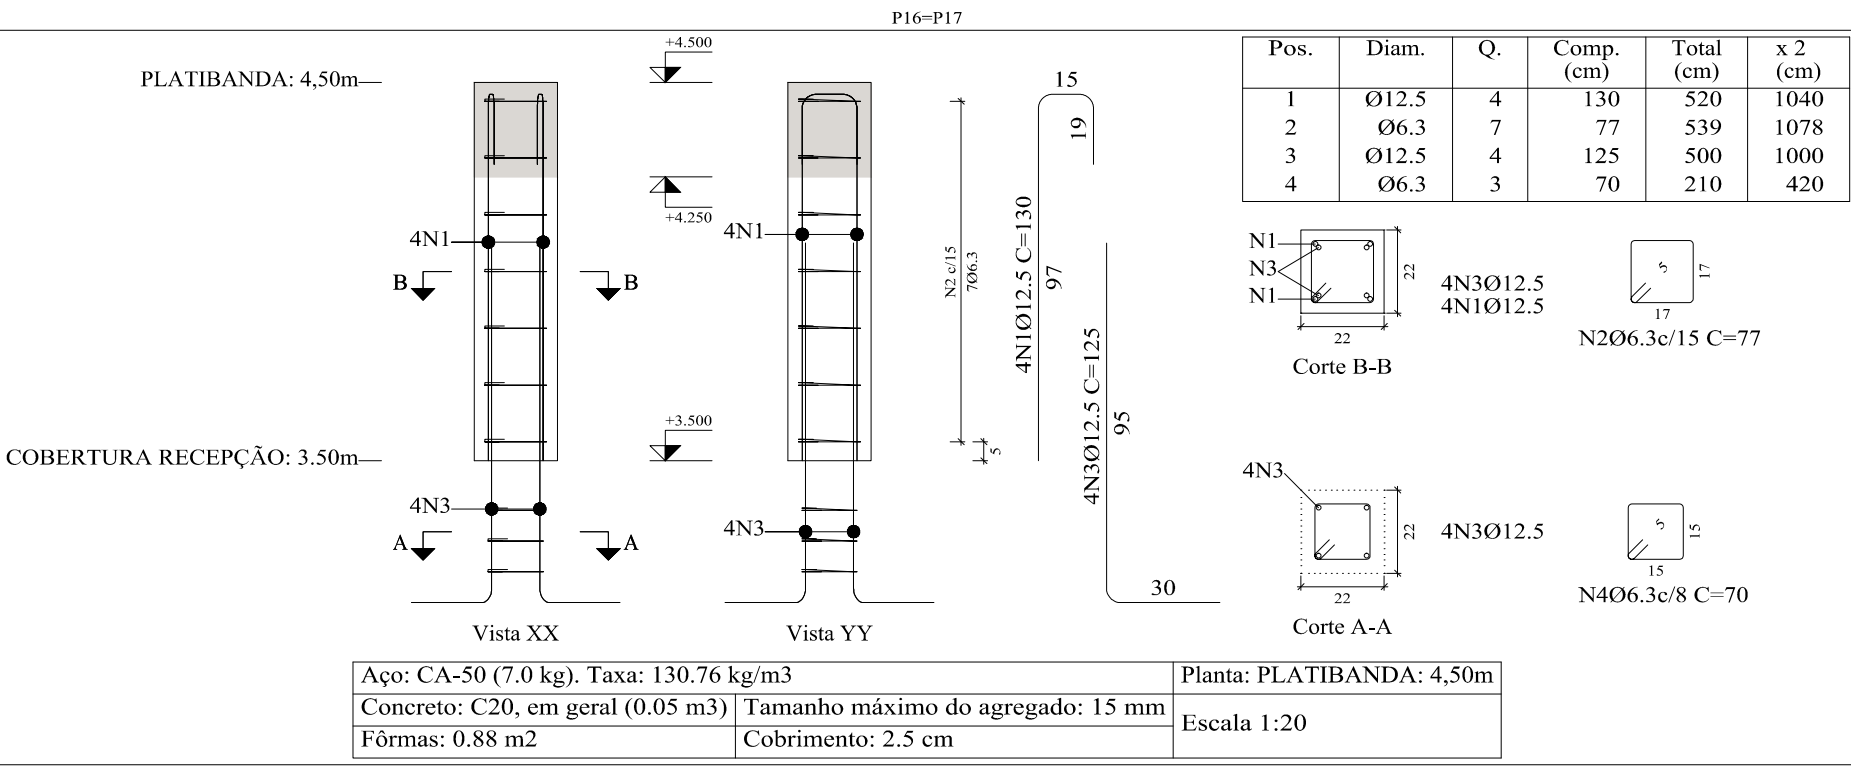 P16=P17
PLATIBANDA: 4,50m
COBERTURA RECEPÇÃO: 3.50m
4N1
B
B
4N3
A
A
Vista XX
+4.500
+4.250
+3.500
4N1
4N3
Vista YY
N2 c/15
7Ø6.3
5
15
19
4N1Ø12.5 C=130
97
4N3Ø12.5 C=125
95
30
Pos. Diam. Q. Comp. (cm) Total (cm) x 2 (cm)
1 Ø12.5 4 130 520 1040
2 Ø6.3 7 77 539 1078
3 Ø12.5 4 125 500 1000
4 Ø6.3 3 70 210 420
N1
N3
N1
22
22
4N3Ø12.5
4N1Ø12.5
Corte B-B
5
17
17
N2Ø6.3c/15 C=77
4N3
22
22
4N3Ø12.5
Corte A-A
5
15
15
N4Ø6.3c/8 C=70
Aço: CA-50 (7.0 kg). Taxa: 130.76 kg/m3
Planta: PLATIBANDA: 4,50m
Concreto: C20, em geral (0.05 m3)
Tamanho máximo do agregado: 15 mm
Escala 1:20
Fôrmas: 0.88 m2
Cobrimento: 2.5 cm